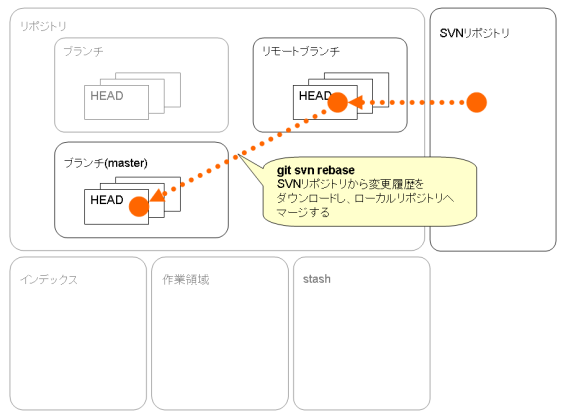 リポジトリ
SVNリポジトリ
ブランチ
HEAD
リモートブランチ
HEAD
ブランチ(master)
HEAD
git svn rebase
SVNリポジトリから変更履歴を
ダウンロードし、ローカルリポジトリへ
マージする
インデックス
作業領域
stash